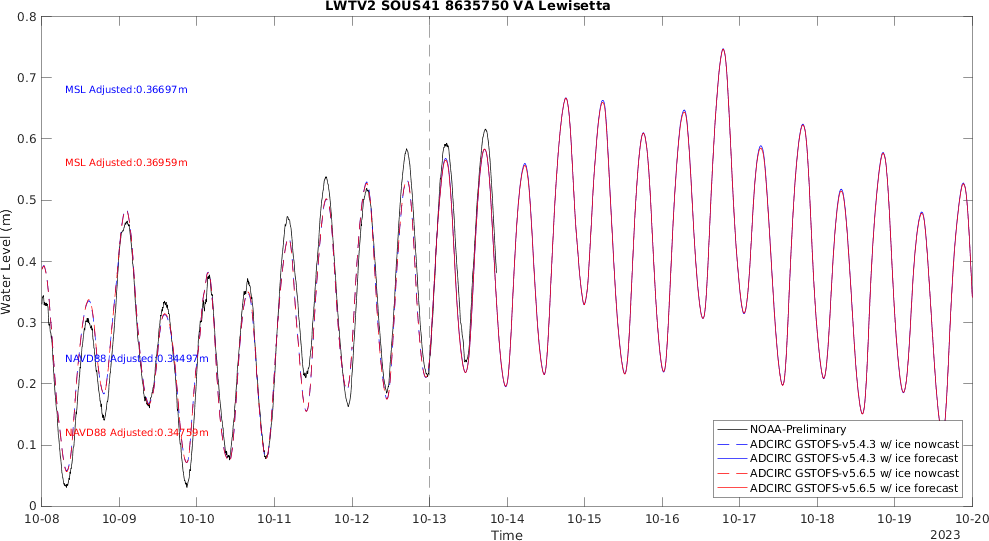 LWTV2 SOUS41 8635750 VA Lewisetta
0.8
0.7
0.6
0.5
0.4
0.3
0.2
0.1
0
Water Level (m)
MSL Adjusted:0.36697m
MSL Adjusted:0.36959m
NAVD88 Adjusted:0.34497m
NAVD88 Adjusted:0.34759m
NOAA-Preliminary
ADCIRC GSTOFS-v5.4.3 w/ ice nowcast
ADCIRC GSTOFS-v5.4.3 w/ ice forecast
ADCIRC GSTOFS-v5.6.5 w/ ice nowcast
ADCIRC GSTOFS-v5.6.5 w/ ice forecast
10-08 10-09 10-10 10-11 10-12 10-13 10-14 10-15 10-16 10-17 10-18 10-19 10-20
Time
2023